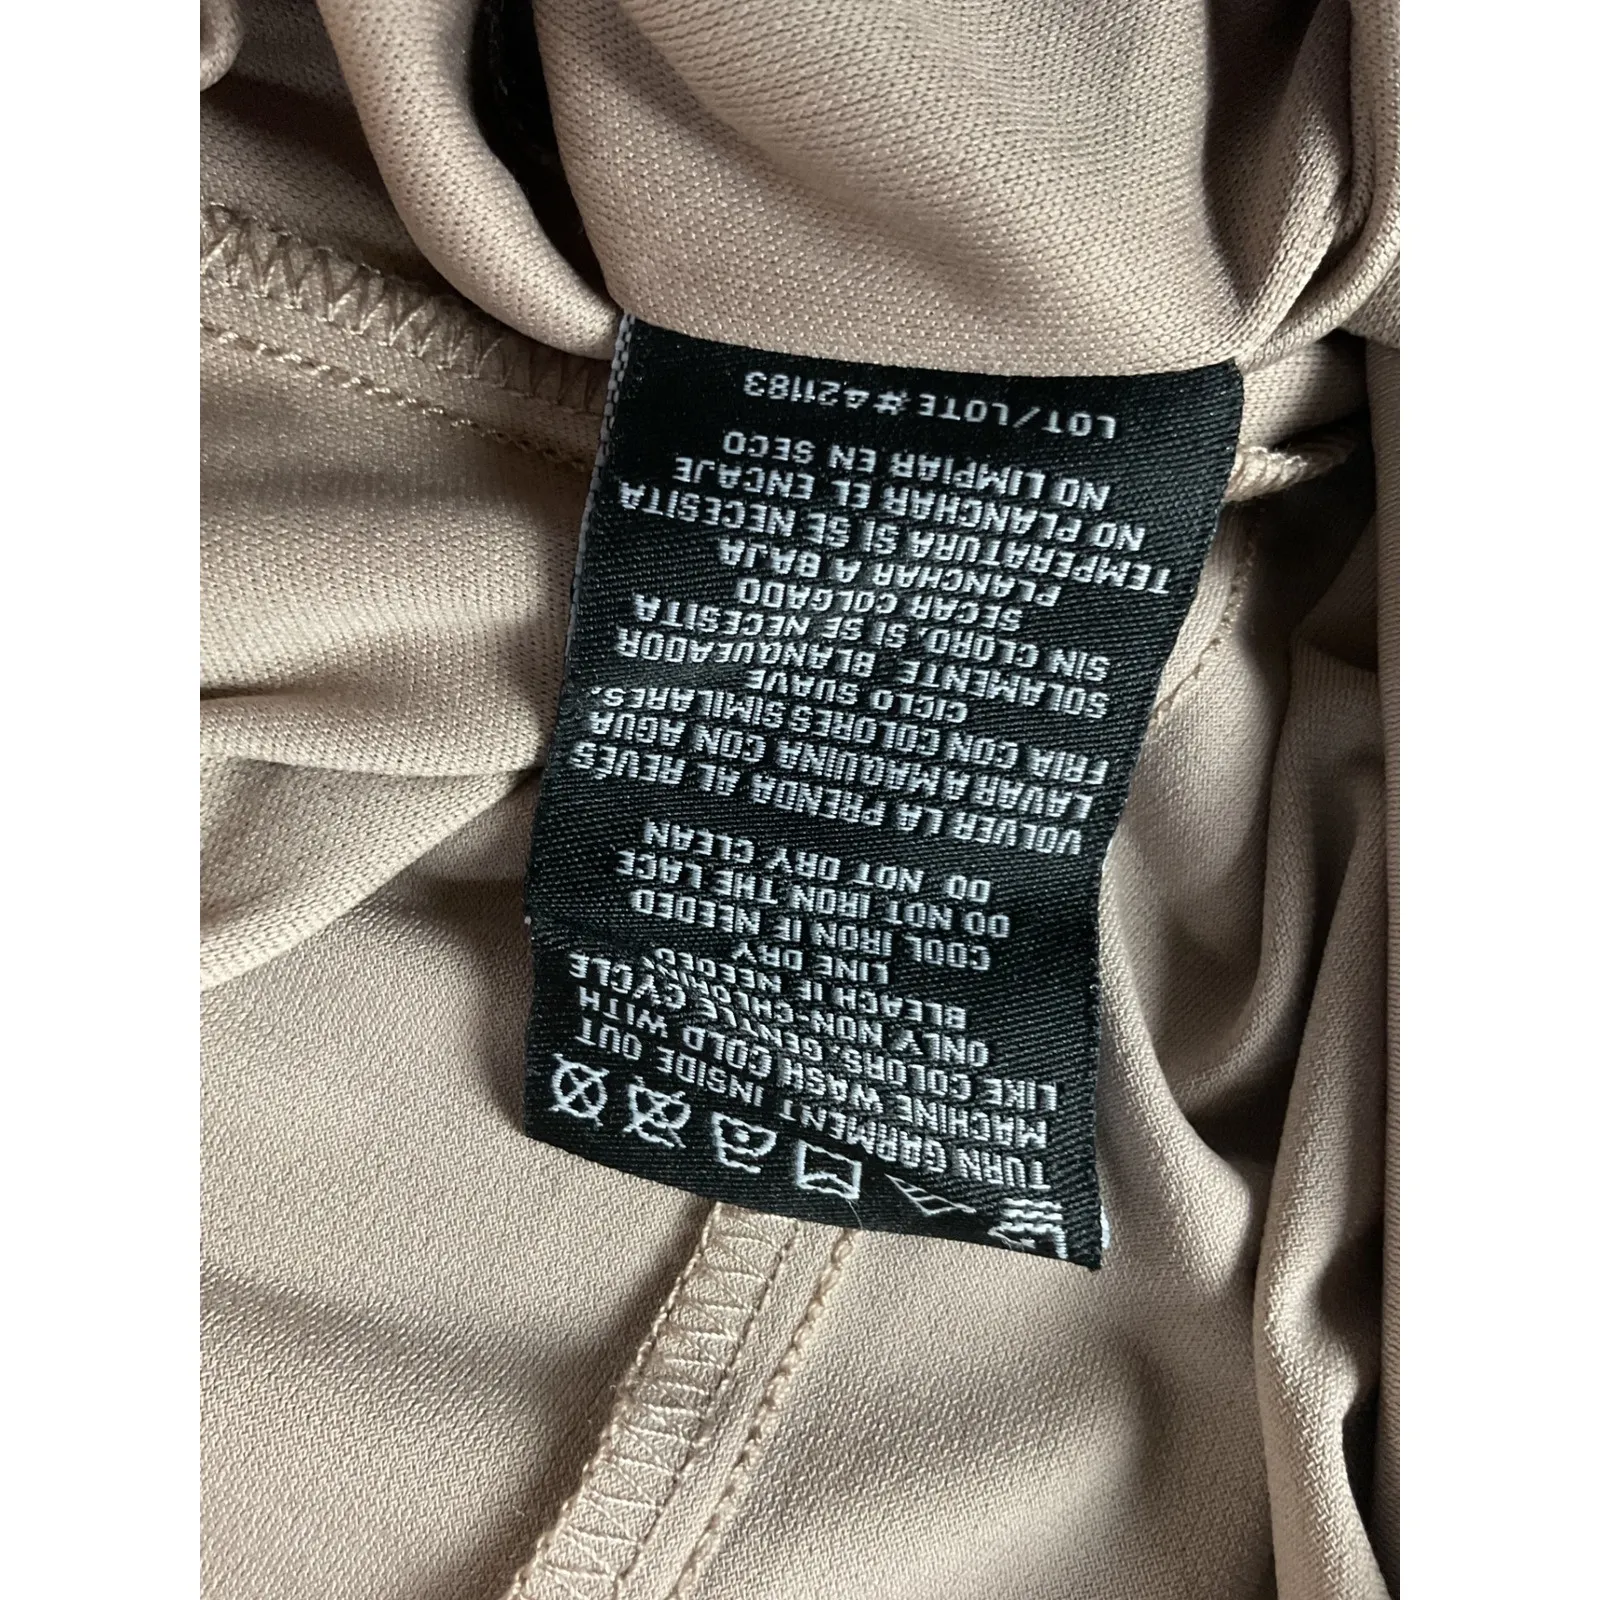 TURN GARMENT INSIDE OUT
MACHINE WASH COLD WITH
LIKE COLORS, GENTLE CYCLE
ONLY NON-CHLORINE
BLEACH IF NEEDED
LINE DRY
COOL IRON IF NEEDED
DO NOT IRON THE LACE
DO NOT DRY CLEAN
VOLVER LA PRENDA AL REVÉS
LAVAR A MAQUINA CON AGUA
FRIA CON COLORES SIMILARES,
CICLO SUAVE
SOLAMENTE BLANQUEADOR
SIN CLORO, SI SE NECESITA
SECAR COLGADO
PLANCHAR A BAJA
TEMPERATURA SI SE NECESITA
NO PLANCHAR EL ENCAJE
NO LIMPIAR EN SECO
LOT/LOTE#421183